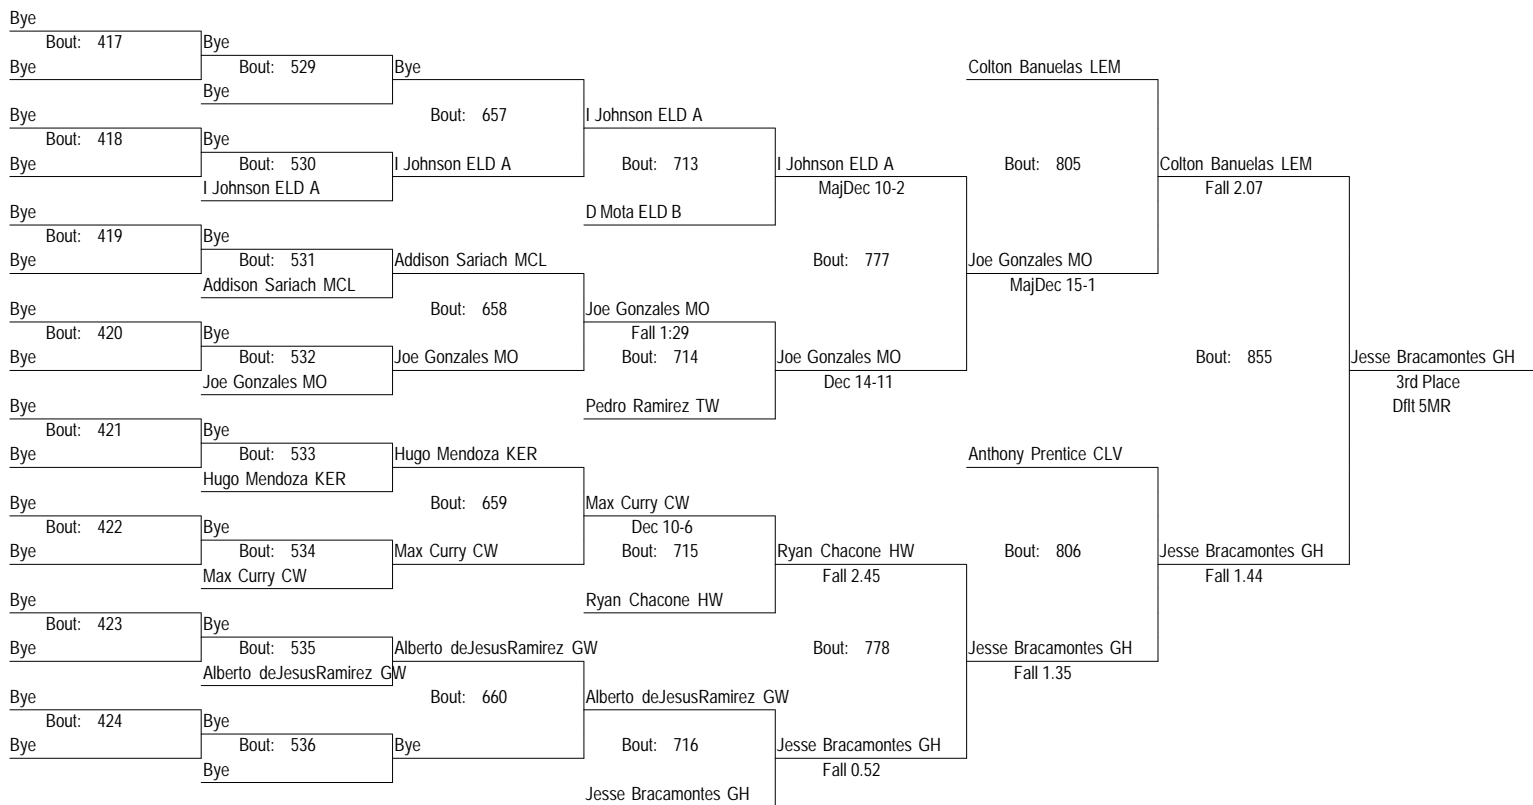 Bye
Bout: 417 Bye
Bye Bout: 529 Bye Colton Banuelas LEM
Bye
Bye Bout: 657 I Johnson ELD A
Bout: 418 Bye
Bye Bout: 530 I Johnson ELD A Bout: 713 I Johnson ELD A Bout: 805 Colton Banuelas LEM
I Johnson ELD A MajDec 10-2 Fall 2.07
Bye D Mota ELD B
Bout: 419 Bye
Bye Bout: 531 Addison Sariach MCL Bout: 777 Joe Gonzales MO
Addison Sariach MCL MajDec 15-1
Bye Bout: 658 Joe Gonzales MO
Bout: 420 Bye Fall 1:29
Bye Bout: 532 Joe Gonzales MO Bout: 714 Joe Gonzales MO Bout: 855 Jesse Bracamontes GH
Joe Gonzales MO Dec 14-11 3rd Place
Bye Pedro Ramirez TW Dflt 5MR
Bout: 421 Bye
Bye Bout: 533 Hugo Mendoza KER Anthony Prentice CLV
Hugo Mendoza KER
Bye Bout: 659 Max Curry CW
Bout: 422 Bye Dec 10-6
Bye Bout: 534 Max Curry CW Bout: 715 Ryan Chacone HW Bout: 806 Jesse Bracamontes GH
Max Curry CW Fall 2.45 Fall 1.44
Bye Ryan Chacone HW
Bout: 423 Bye
Bye Bout: 535 Alberto deJesusRamirez GW Bout: 778 Jesse Bracamontes GH
Alberto deJesusRamirez GW Fall 1.35
Bye Bout: 660 Alberto deJesusRamirez GW
Bout: 424 Bye
Bye Bout: 536 Bye Bout: 716 Jesse Bracamontes GH
Bye Fall 0.52
Jesse Bracamontes GH